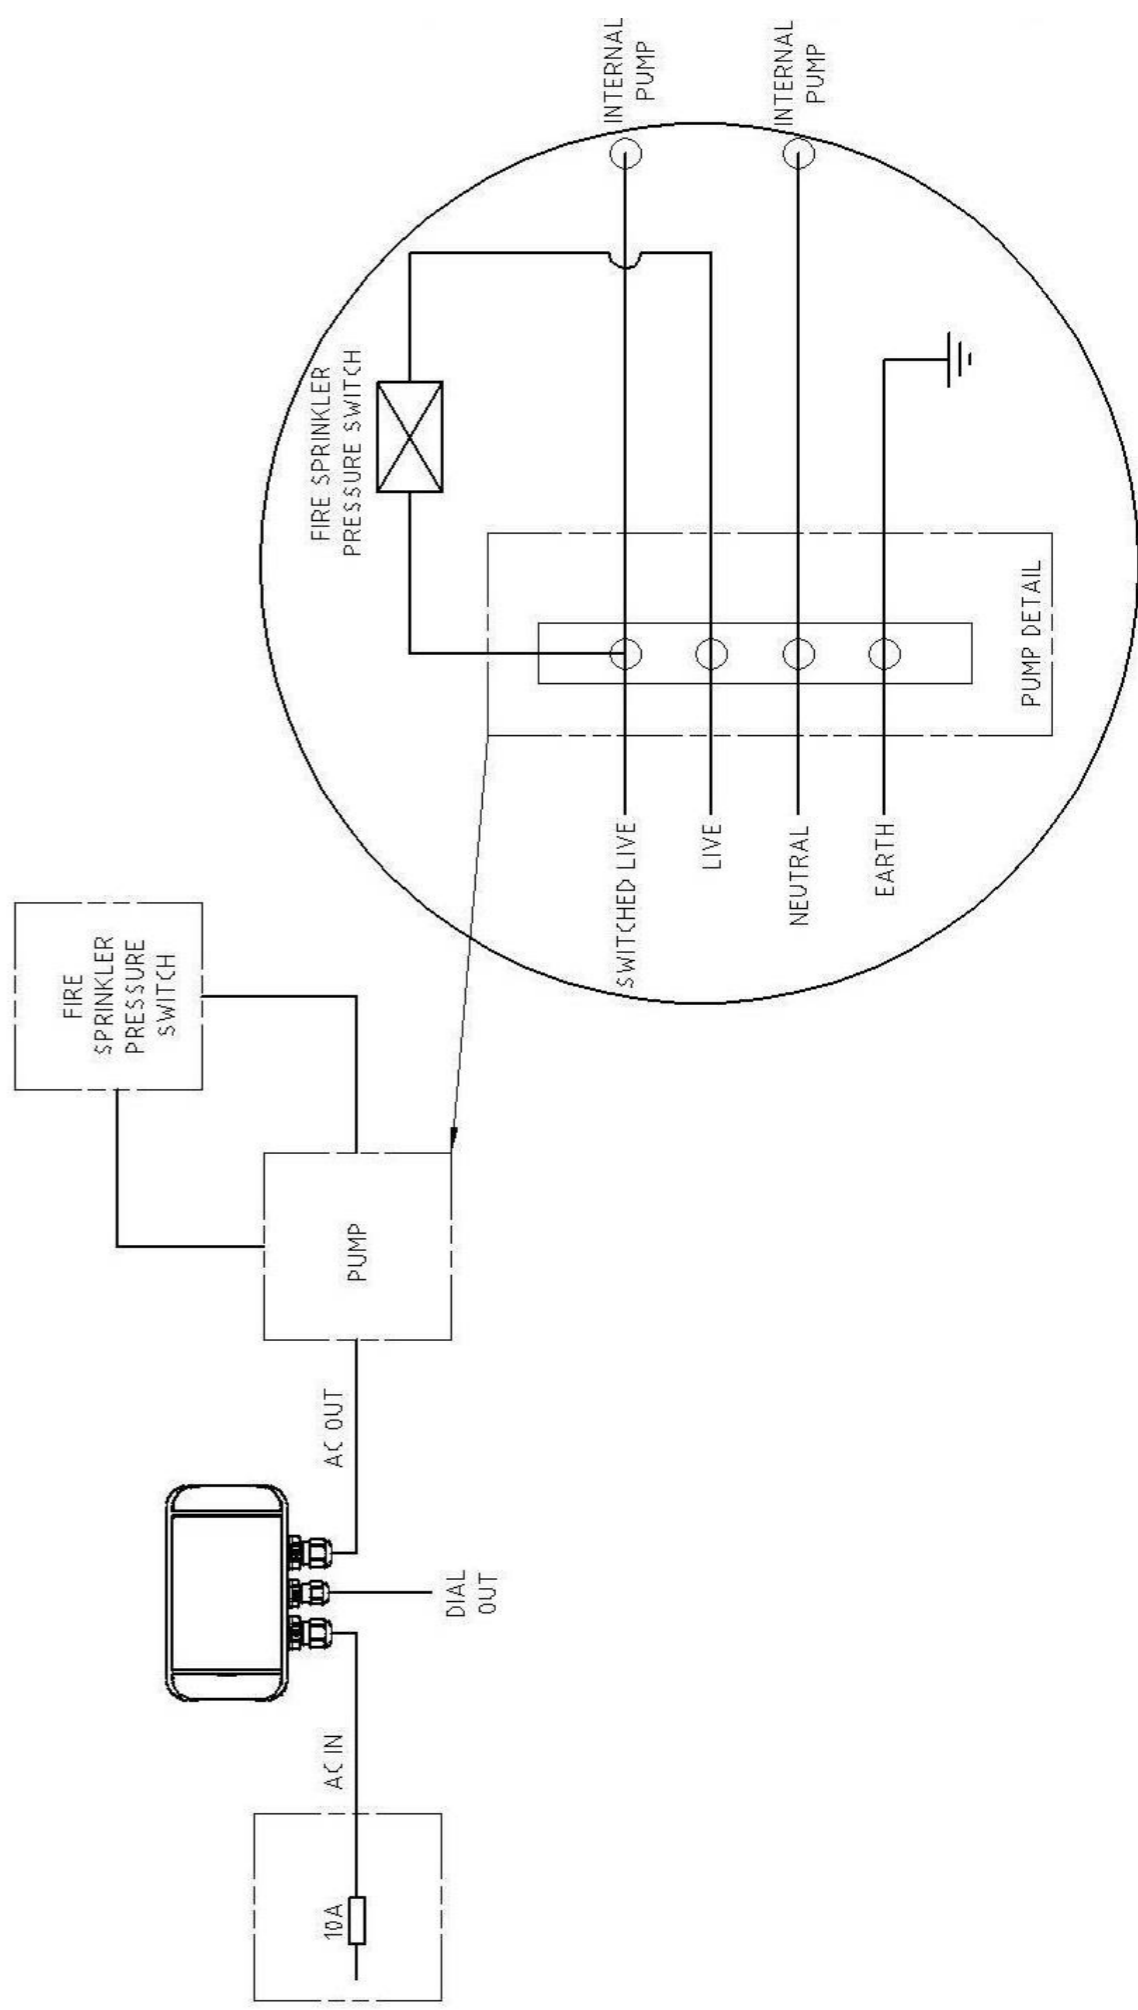 10A
AC IN
DIAL
OUT
AC OUT
PUMP
FIRE
SPRINKLER
PRESSURE
SWITCH
FIRE SPRINKLER
PRESSURE SWITCH
SWITCHED LIVE
LIVE
NEUTRAL
EARTH
PUMP DETAIL
INTERNAL
PUMP
INTERNAL
PUMP